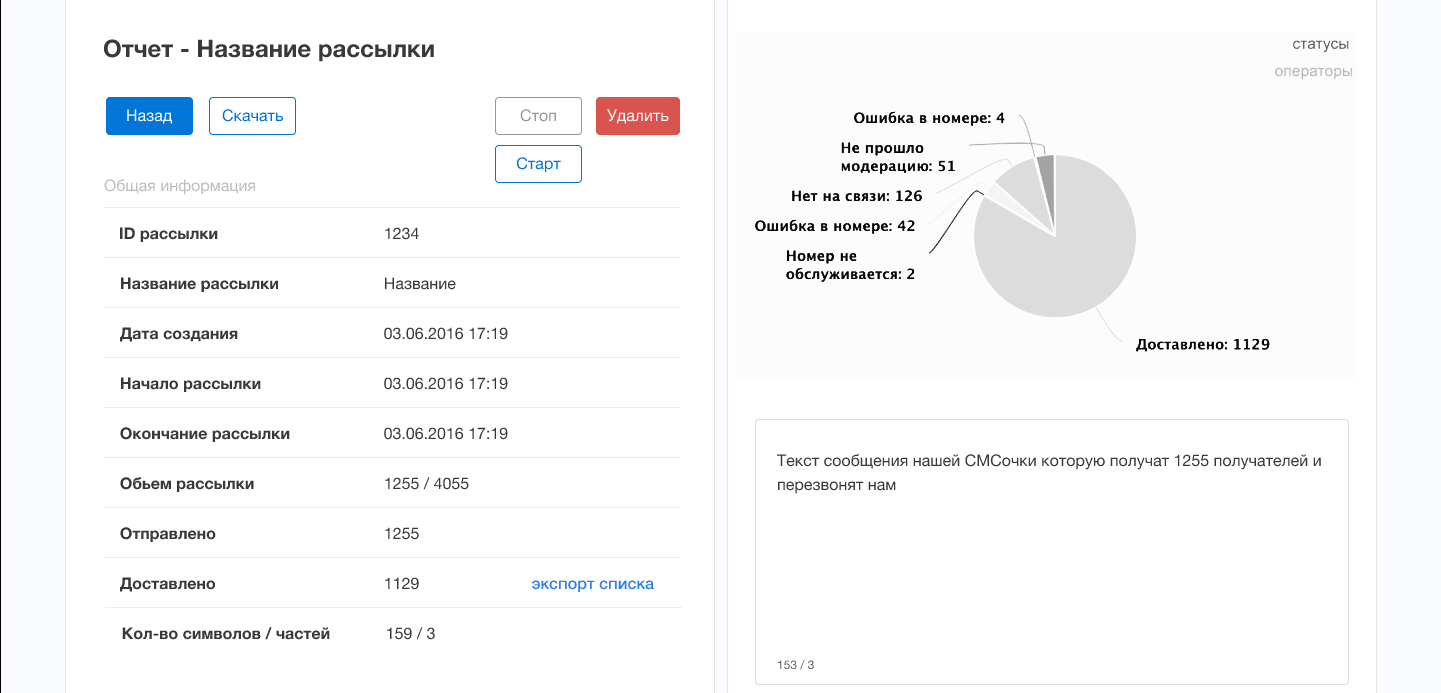 Отчет - Название рассылки
Назад
Скачать
Стоп
Удалить
Старт
Общая информация
ID рассылки 1234
Название рассылки Название
Дата создания 03.06.2016 17:19
Начало рассылки 03.06.2016 17:19
Окончание рассылки 03.06.2016 17:19
Обьем рассылки 1255 / 4055
Отправлено 1255
Доставлено 1129 экспорт списка
Кол-во символов / частей 159 / 3
статусы
операторы
Ошибка в номере: 4
Не прошло
модерацию: 51
Нет на связи: 126
Ошибка в номере: 42
Номер не
обслуживается: 2
Доставлено: 1129
Текст сообщения нашей СМСочки которую получат 1255 получателей и
перезвонят нам
153 / 3